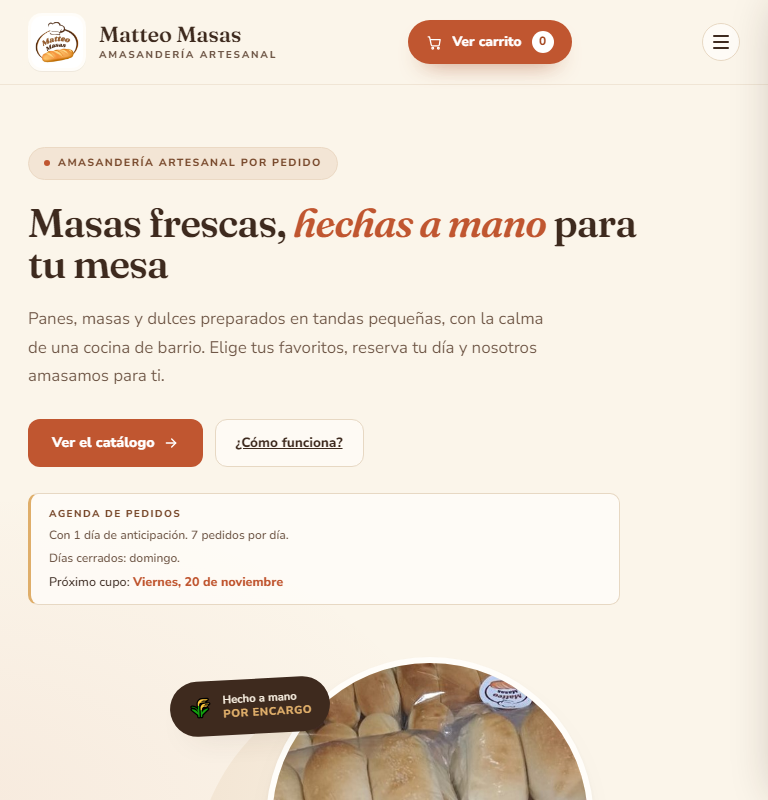 Matteo
Masas
Matteo Masas
AMASANDERÍA ARTESANAL
Ver carrito 0
AMASANDERÍA ARTESANAL POR PEDIDO
Masas frescas, hechas a mano para
tu mesa
Panes, masas y dulces preparados en tandas pequeñas, con la calma
de una cocina de barrio. Elige tus favoritos, reserva tu día y nosotros
amasamos para ti.
Ver el catálogo →
¿Cómo funciona?
AGENDA DE PEDIDOS
Con 1 día de anticipación. 7 pedidos por día.
Días cerrados: domingo.
Próximo cupo: Viernes, 20 de noviembre
Hecho a mano
POR ENCARGO
Masas